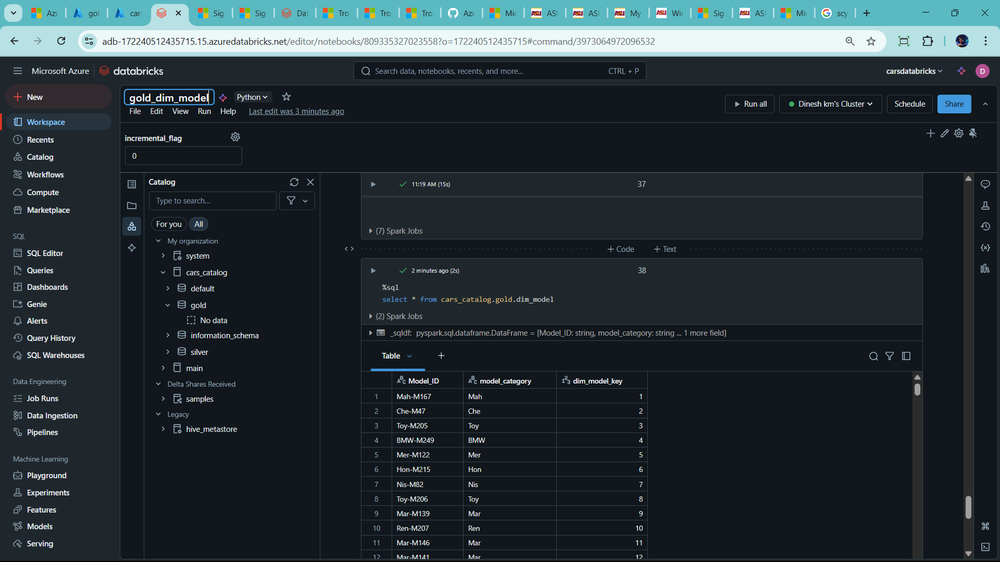 Azu
gol
car
Sig
Sig
Dat
Tro
Tro
Tro
Azu
Mic
ASU
ASU
My
Win
Sig
ASU
Mic
scy
adb-172240512435715.15.azuredatabricks.net/editor/notebooks/809335327023558?o=172240512435715#command/3973064972096532
Microsoft Azure
databricks
Search data, notebooks, recents, and more...
CTRL + P
carsdatabricks
D
New
Workspace
Recents
Catalog
Workflows
Compute
Marketplace
SQL
SQL Editor
Queries
Dashboards
Genie
Alerts
Query History
SQL Warehouses
Data Engineering
Job Runs
Data Ingestion
Pipelines
Machine Learning
Playground
Experiments
Features
Models
Serving
gold_dim_model
Python
File Edit View Run Help Last edit was 3 minutes ago
Run all
Dinesh km's Cluster
Schedule
Share
incremental_flag
0
Catalog
Type to search...
For you All
My organization
system
cars_catalog
default
gold
No data
information_schema
silver
main
Delta Shares Received
samples
Legacy
hive_metastore
11:19 AM (15s) 37
(7) Spark Jobs
+ Code + Text
2 minutes ago (2s) 38
%sql
select * from cars_catalog.gold.dim_model
(2) Spark Jobs
_sqldf: pyspark.sql.dataframe.DataFrame = [Model_ID: string, model_category: string ... 1 more field]
Table
Model_ID model_category dim_model_key
1 Mah-M167 Mah 1
2 Che-M47 Che 2
3 Toy-M205 Toy 3
4 BMW-M249 BMW 4
5 Mer-M122 Mer 5
6 Hon-M215 Hon 6
7 Nis-M82 Nis 7
8 Toy-M206 Toy 8
9 Mar-M139 Mar 9
10 Ren-M207 Ren 10
11 Mar-M146 Mar 11
12 Mar-M141 Mar 12